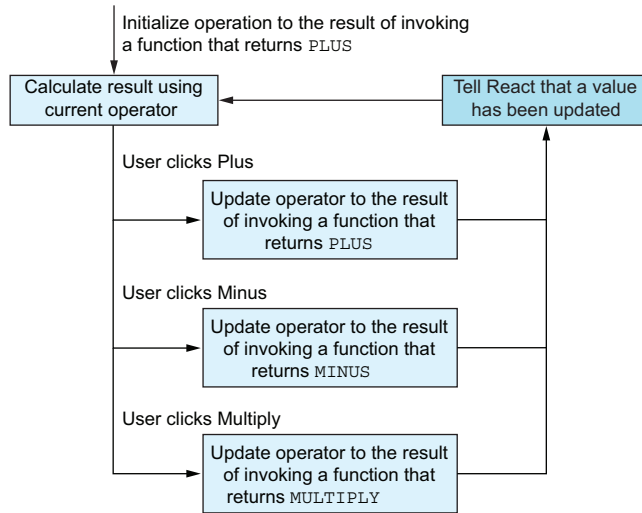 Initialize operation to the result of invoking
a function that returns PLUS
Calculate result using
current operator
Tell React that a value
has been updated
User clicks Plus
Update operator to the result
of invoking a function that
returns PLUS
User clicks Minus
Update operator to the result
of invoking a function that
returns MINUS
User clicks Multiply
Update operator to the result
of invoking a function that
returns MULTIPLY